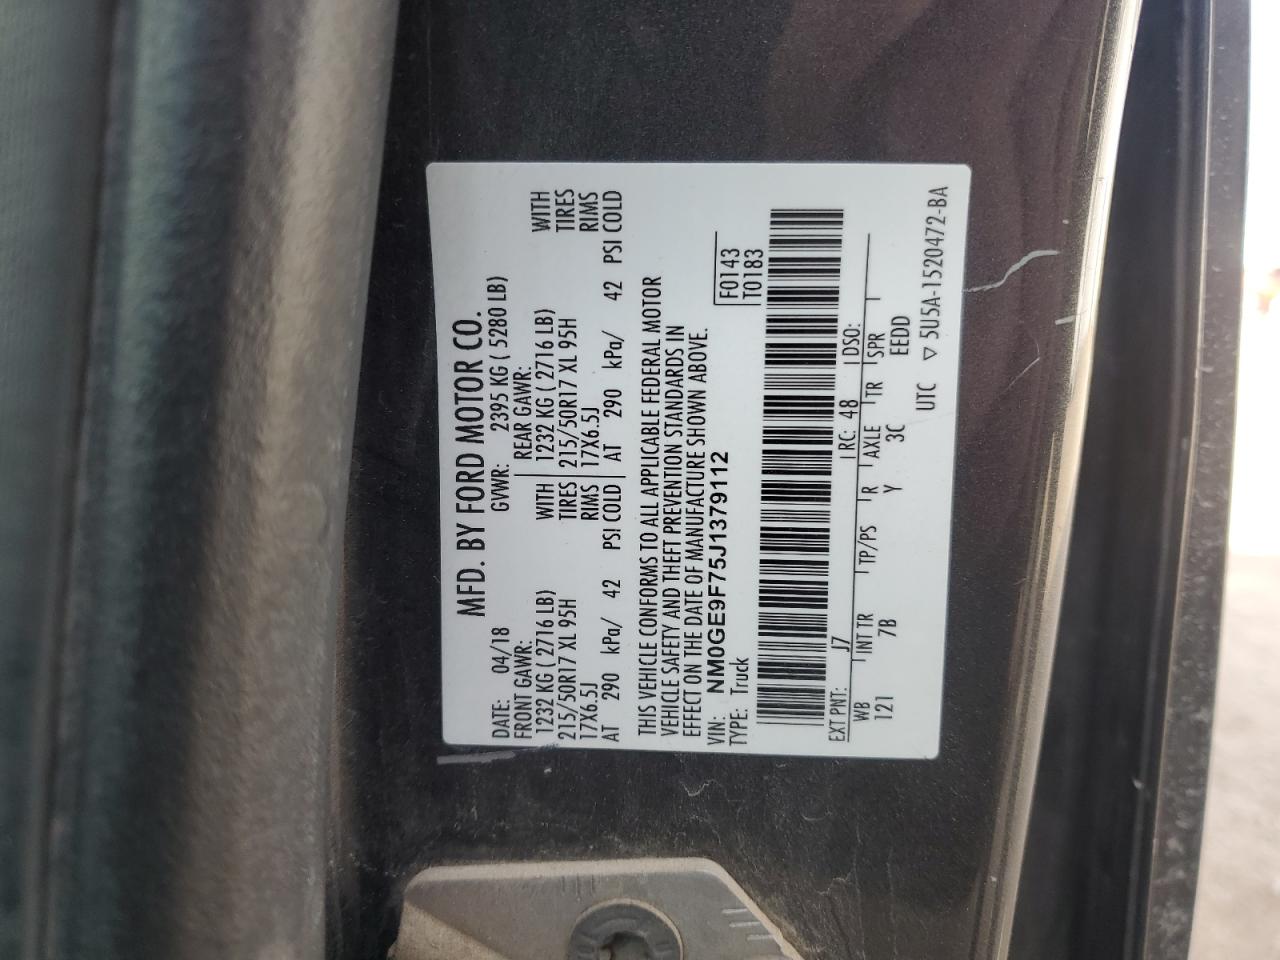 MFD. BY FORD MOTOR CO.
DATE: 04/18 GVWR: 2395 KG ( 5280 LB)
FRONT GAWR: REAR GAWR:
1232 KG ( 2716 LB) WITH 1232 KG ( 2716 LB) WITH
215/50R17 XL 95H TIRES 215/50R17 XL 95H TIRES
17X6.5J RIMS 17X6.5J RIMS
AT 290 kPa/ 42 PSI COLD AT 290 kPa/ 42 PSI COLD
THIS VEHICLE CONFORMS TO ALL APPLICABLE FEDERAL MOTOR
VEHICLE SAFETY AND THEFT PREVENTION STANDARDS IN
EFFECT ON THE DATE OF MANUFACTURE SHOWN ABOVE.
VIN: NM0GE9F75J1379112 F0143
TYPE: Truck T0183
EXT PNT: J7 RC: 48 DSO:
WB INT TR TP/PS R AXLE TR SPR
121 7B Y 3C EEDD
UTC ▽ 5U5A-1520472-BA